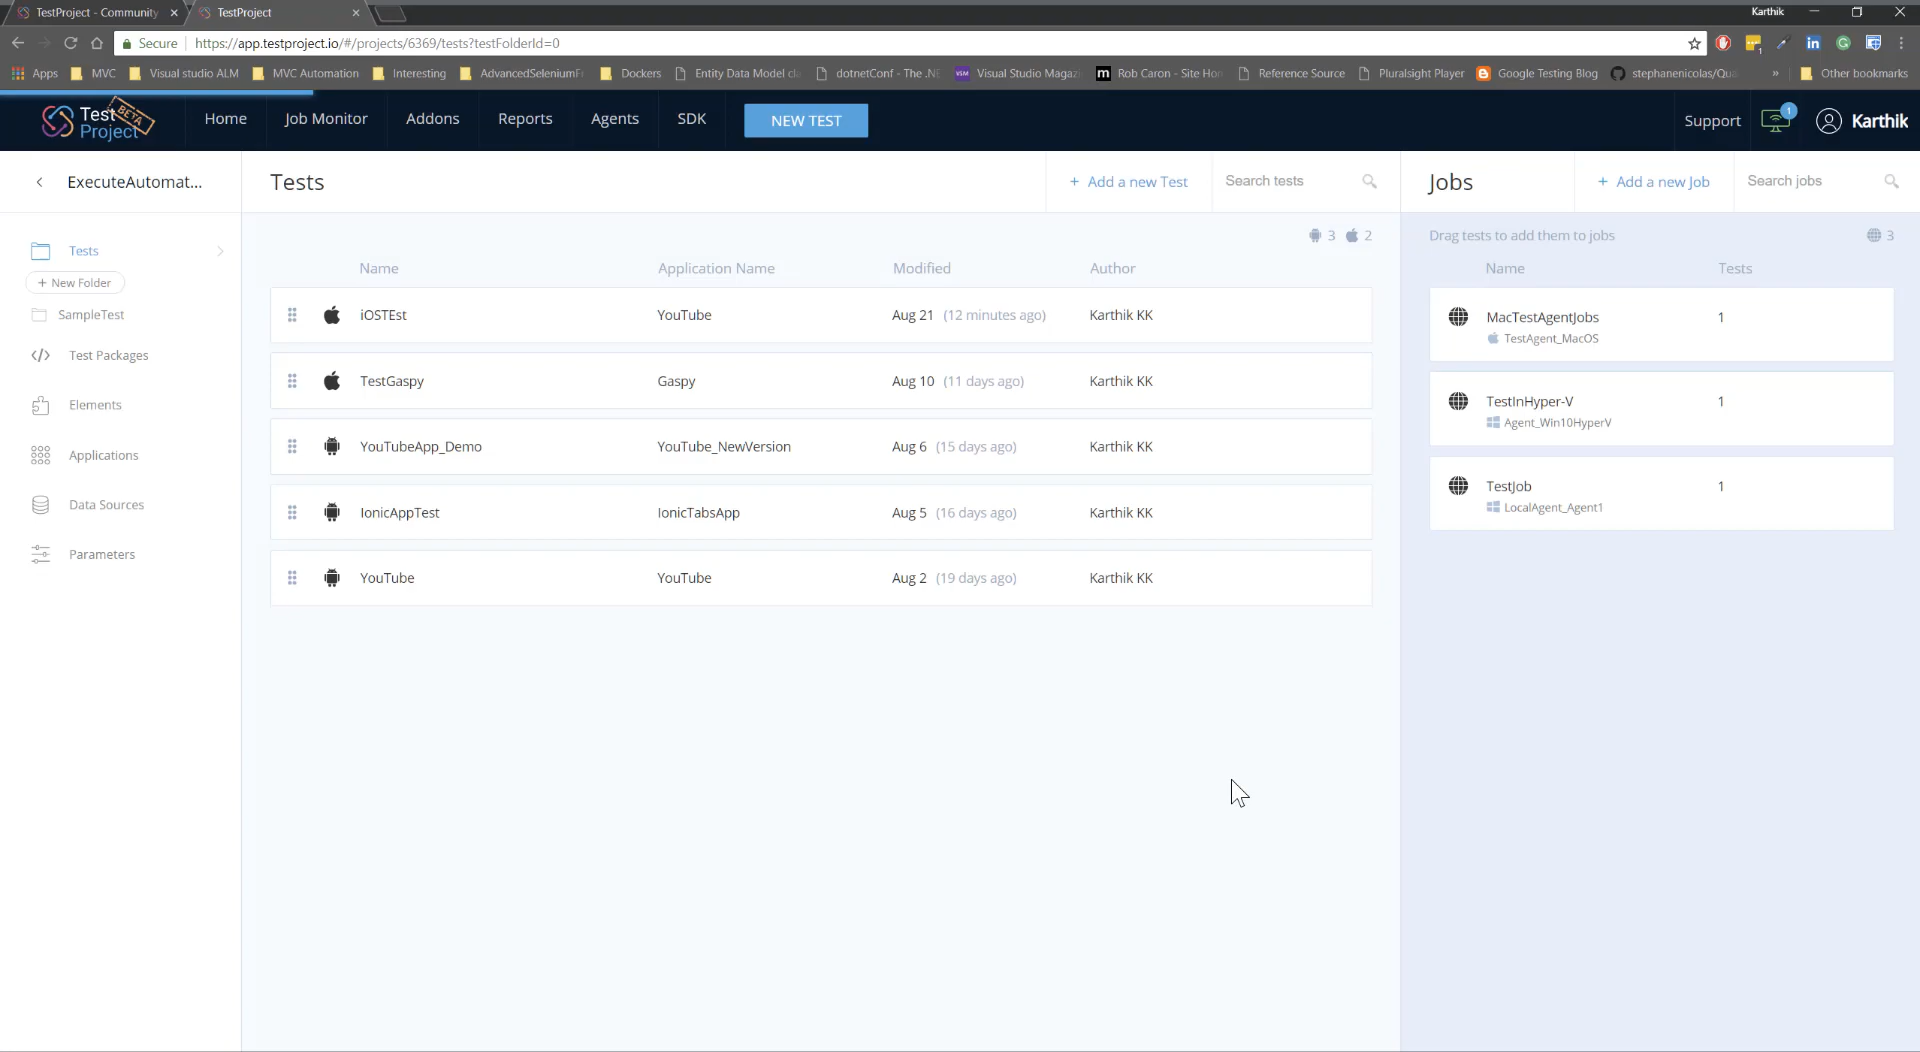 TestProject - Community
TestProject
Karthik
Secure
https://app.testproject.io/#/projects/6369/tests?testFolderId=0
Apps
MVC
Visual studio ALM
MVC Automation
Interesting
AdvancedSeleniumFr
Dockers
Entity Data Model cl
dotnetConf - The .NE
Visual Studio Magazi
Rob Caron - Site Hom
Reference Source
Pluralsight Player
Google Testing Blog
stephanenicolas/Qua
»
Other bookmarks
Test
Project
BETA
Home
Job Monitor
Addons
Reports
Agents
SDK
NEW TEST
Support
1
Karthik
ExecuteAutomat...
Tests
+ Add a new Test
Search tests
Jobs
+ Add a new Job
Search jobs
Tests
+ New Folder
SampleTest
Test Packages
Elements
Applications
Data Sources
Parameters
3 2
Name Application Name Modified Author
iOSTEst YouTube Aug 21 (12 minutes ago) Karthik KK
TestGaspy Gaspy Aug 10 (11 days ago) Karthik KK
YouTubeApp_Demo YouTube_NewVersion Aug 6 (15 days ago) Karthik KK
IonicAppTest IonicTabsApp Aug 5 (16 days ago) Karthik KK
YouTube YouTube Aug 2 (19 days ago) Karthik KK
Drag tests to add them to jobs 3
Name Tests
MacTestAgentJobs 1
TestAgent_MacOS
TestInHyper-V 1
Agent_Win10HyperV
TestJob 1
LocalAgent_Agent1